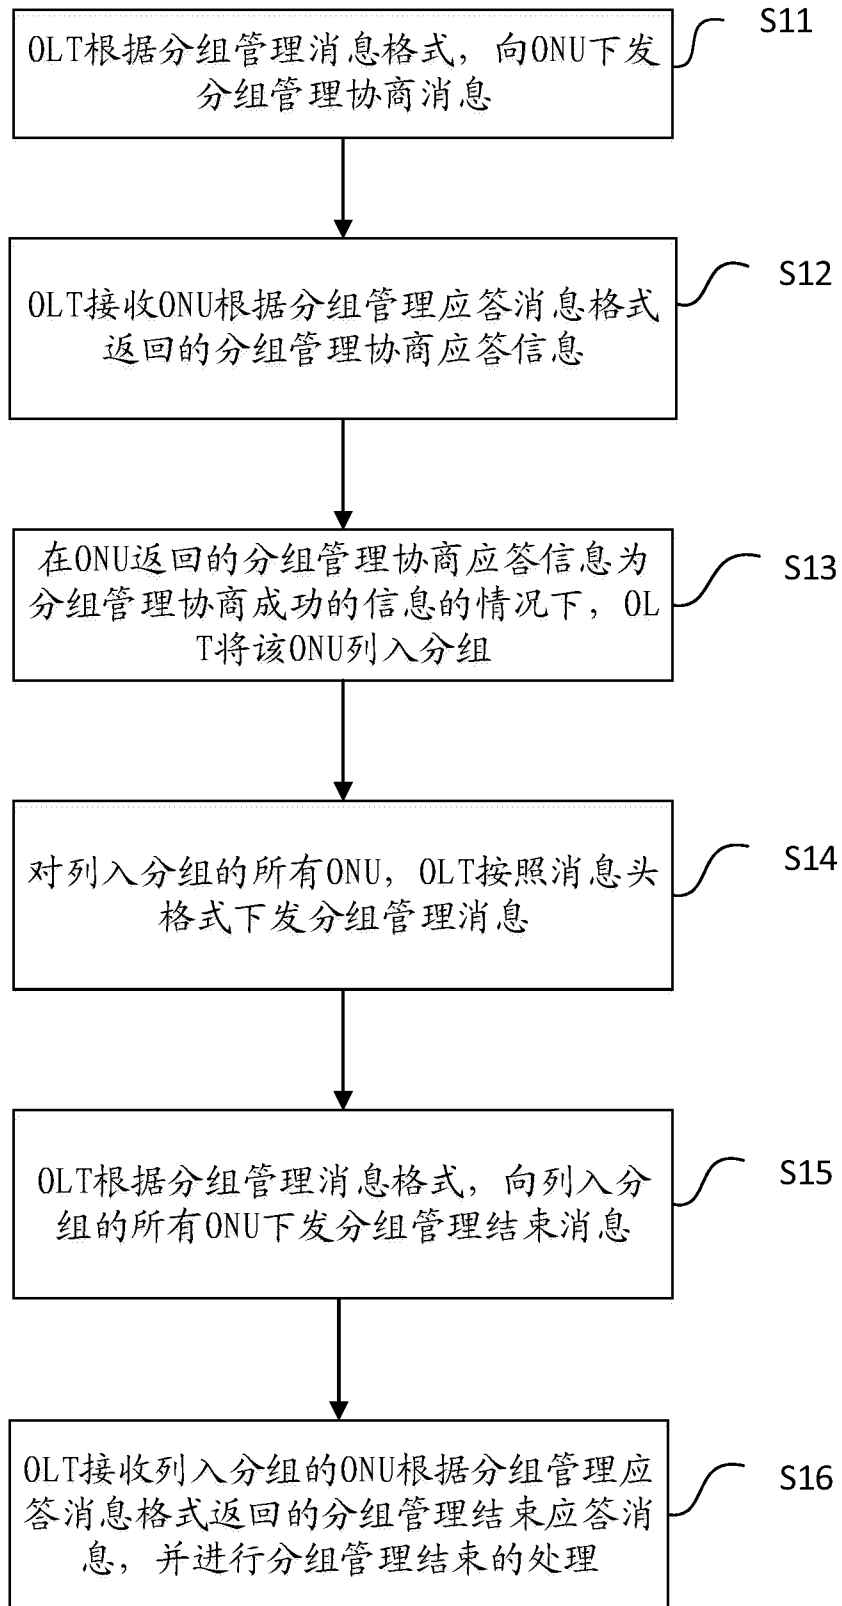 OLT根据分组管理消息格式，向ONU下发
分组管理协商消息
S11
OLT接收ONU根据分组管理应答消息格式
返回的分组管理协商应答信息
S12
在ONU返回的分组管理协商应答信息为
分组管理协商成功的信息的情况下，OL
T将该ONU列入分组
S13
对列入分组的所有ONU，OLT按照消息头
格式下发分组管理消息
S14
OLT根据分组管理消息格式，向列入分
组的所有ONU下发分组管理结束消息
S15
OLT接收列入分组的ONU根据分组管理应
答消息格式返回的分组管理结束应答消
息，并进行分组管理结束的处理
S16